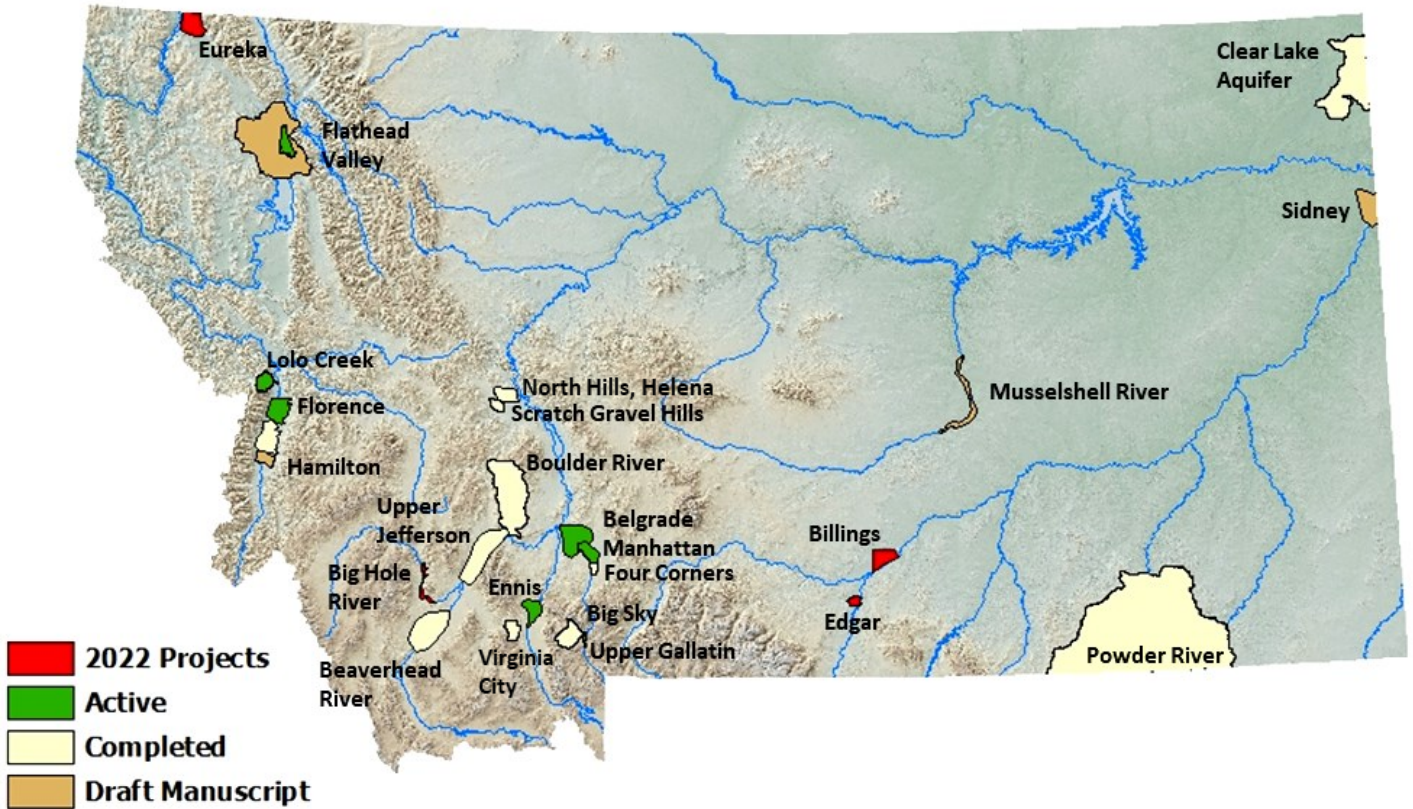 Eureka
Clear Lake
Aquifer
Flathead
Valley
Sidney
Lolo Creek
North Hills, Helena
Musselshell River
Florence
Scratch Gravel Hills
Hamilton
Boulder River
Upper
Jefferson
Belgrade
Manhattan
Four Corners
Billings
Big Hole
River
Ennis
Big Sky
Edgar
Upper Gallatin
Virginia
City
Beaverhead
River
Powder River
2022 Projects
Active
Completed
Draft Manuscript